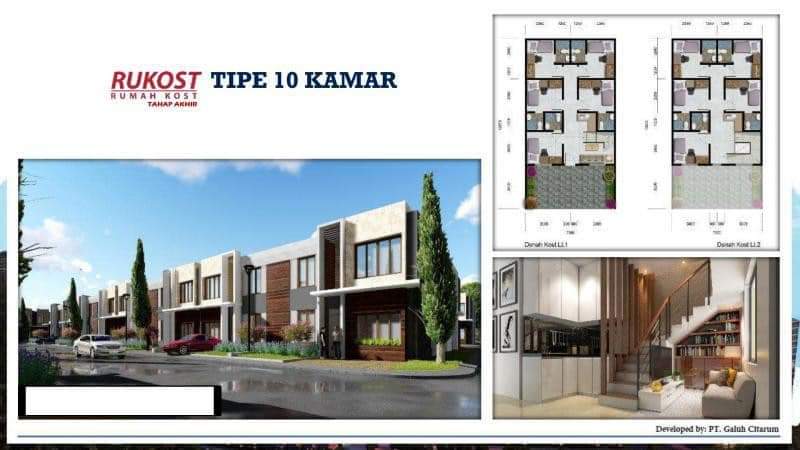 RUKOST
RUMAH KOST
TAHAP AKHIR
TIPE 10 KAMAR
Denah Kost Lt.1
Denah Kost Lt.2
Developed by: PT. Galuh Citarum